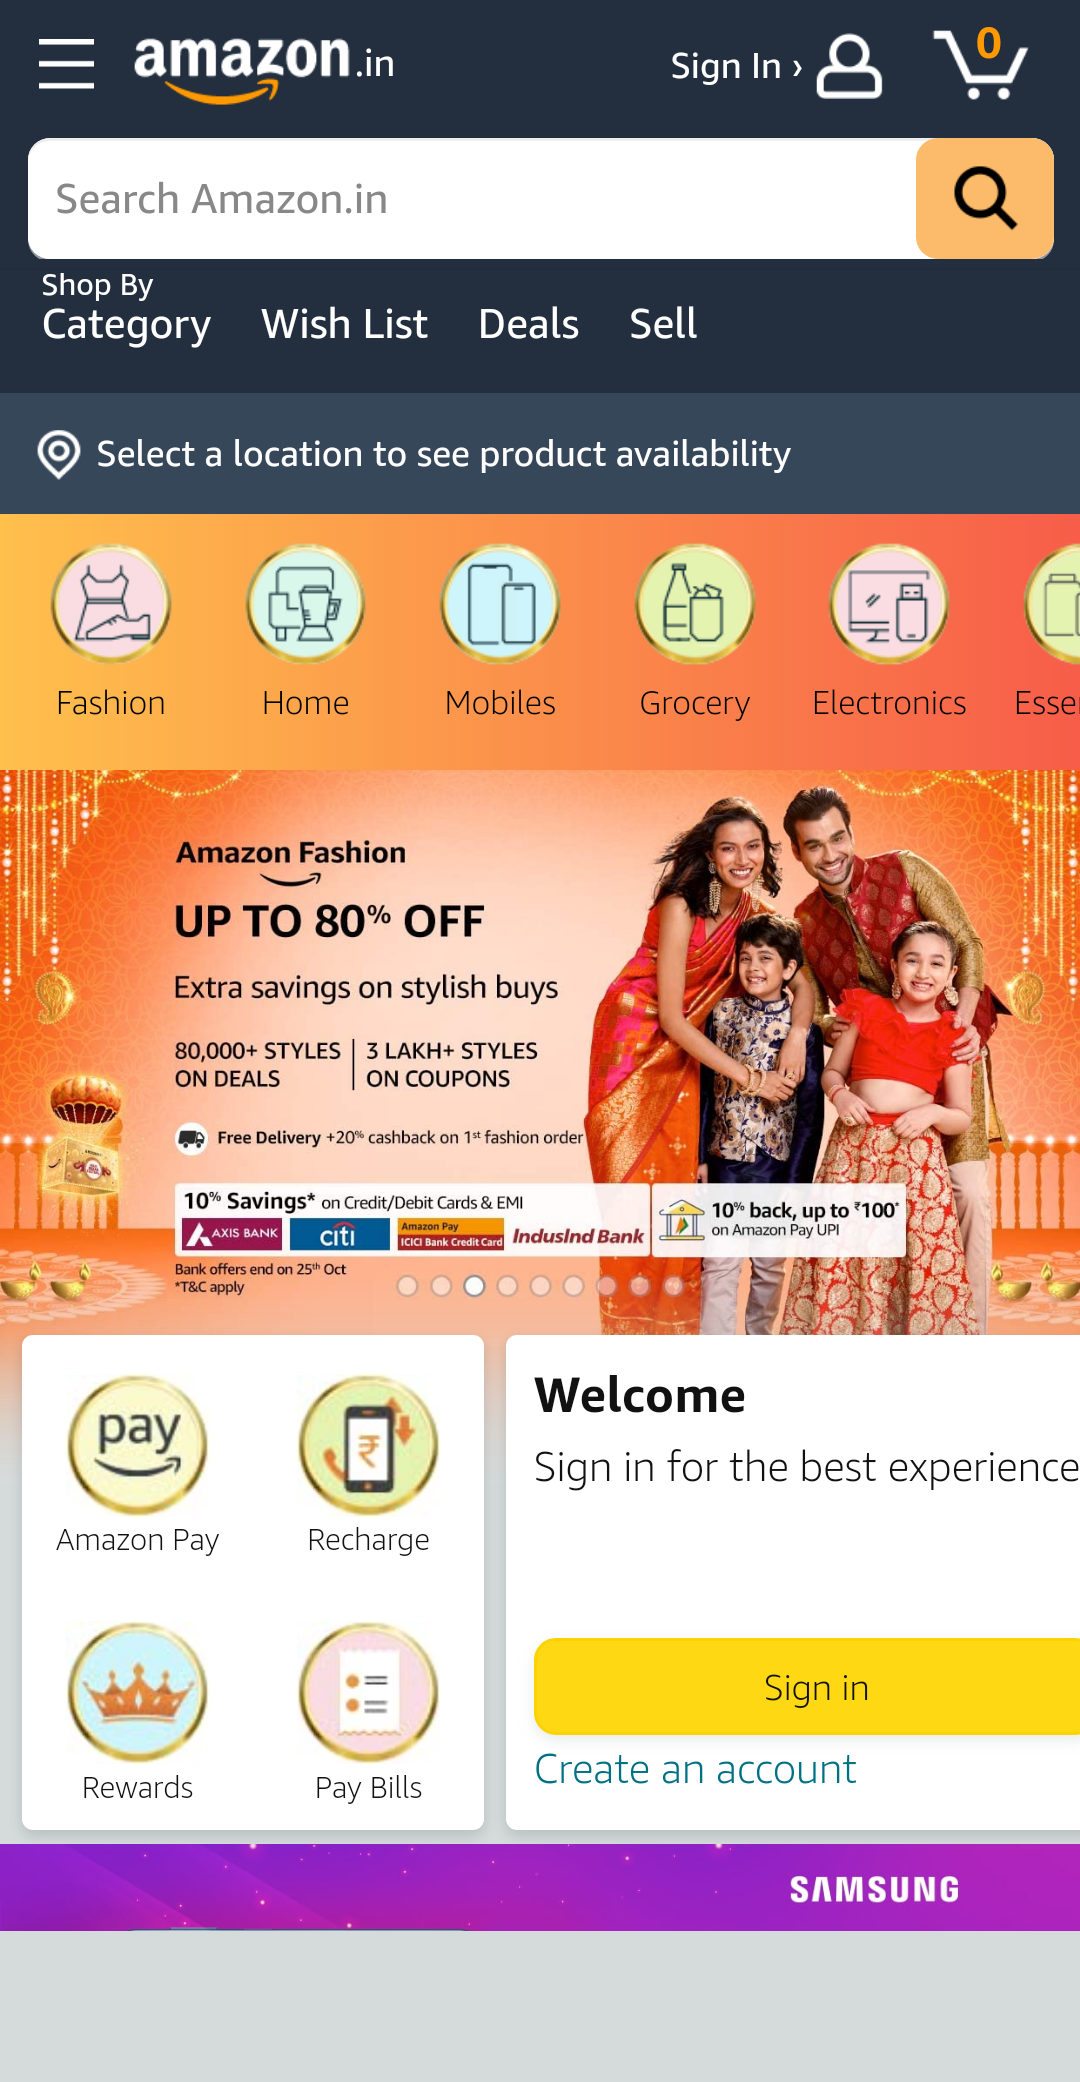 amazon.in
Sign In ›
0
Search Amazon.in
Shop By
Category
Wish List
Deals
Sell
Select a location to see product availability
Fashion
Home
Mobiles
Grocery
Electronics
Esse
Amazon Fashion
UP TO 80% OFF
Extra savings on stylish buys
80,000+ STYLES
ON DEALS
3 LAKH+ STYLES
ON COUPONS
Free Delivery +20% cashback on 1st fashion order
10% Savings* on Credit/Debit Cards & EMI
AXIS BANK
citi
Amazon Pay
ICICI Bank Credit Card
IndusInd Bank
10% back, up to ₹100*
on Amazon Pay UPI
Bank offers end on 25th Oct
*T&C apply
pay
Amazon Pay
Recharge
Rewards
Pay Bills
Welcome
Sign in for the best experience
Sign in
Create an account
SAMSUNG